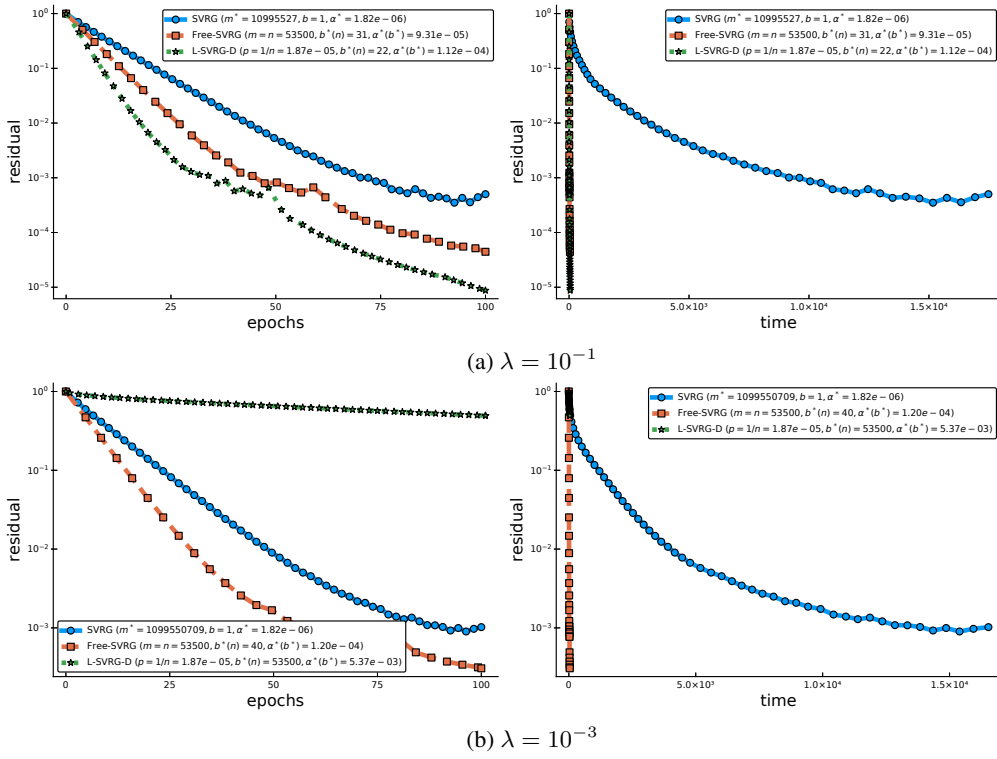 SVRG (m* = 10995527, b = 1, α* = 1.82e − 06)
Free-SVRG (m = n = 53500, b*(n) = 31, α*(b*) = 9.31e − 05)
L-SVRG-D (p = 1/n = 1.87e − 05, b*(n) = 22, α*(b*) = 1.12e − 04)
residual
10⁰
10⁻¹
10⁻²
10⁻³
10⁻⁴
10⁻⁵
0 25 50 75 100
epochs
SVRG (m* = 10995527, b = 1, α* = 1.82e − 06)
Free-SVRG (m = n = 53500, b*(n) = 31, α*(b*) = 9.31e − 05)
L-SVRG-D (p = 1/n = 1.87e − 05, b*(n) = 22, α*(b*) = 1.12e − 04)
residual
10⁰
10⁻¹
10⁻²
10⁻³
10⁻⁴
10⁻⁵
0 5.0×10³ 1.0×10⁴ 1.5×10⁴
time
(a) λ = 10⁻¹
residual
10⁰
10⁻¹
10⁻²
10⁻³
SVRG (m* = 1099550709, b = 1, α* = 1.82e − 06)
Free-SVRG (m = n = 53500, b*(n) = 40, α*(b*) = 1.20e − 04)
L-SVRG-D (p = 1/n = 1.87e − 05, b*(n) = 53500, α*(b*) = 5.37e − 03)
0 25 50 75 100
epochs
SVRG (m* = 1099550709, b = 1, α* = 1.82e − 06)
Free-SVRG (m = n = 53500, b*(n) = 40, α*(b*) = 1.20e − 04)
L-SVRG-D (p = 1/n = 1.87e − 05, b*(n) = 53500, α*(b*) = 5.37e − 03)
residual
10⁰
10⁻¹
10⁻²
10⁻³
0 5.0×10³ 1.0×10⁴ 1.5×10⁴
time
(b) λ = 10⁻³